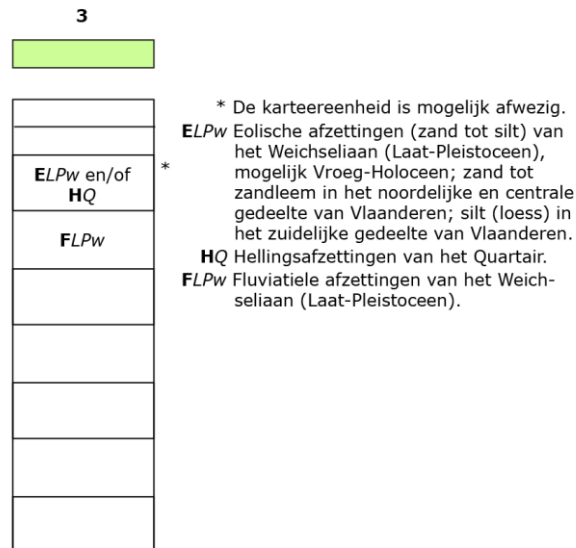 3
ELPw en/of
HQ
*
FLPw
* De karteereenheid is mogelijk afwezig.
ELPw Eolische afzettingen (zand tot silt) van
het Weichseliaan (Laat-Pleistoceen),
mogelijk Vroeg-Holoceen; zand tot
zandleem in het noordelijke en centrale
gedeelte van Vlaanderen; silt (loess) in
het zuidelijke gedeelte van Vlaanderen.
HQ Hellingsafzettingen van het Quartair.
FLPw Fluviatiele afzettingen van het Weich-
seliaan (Laat-Pleistoceen).